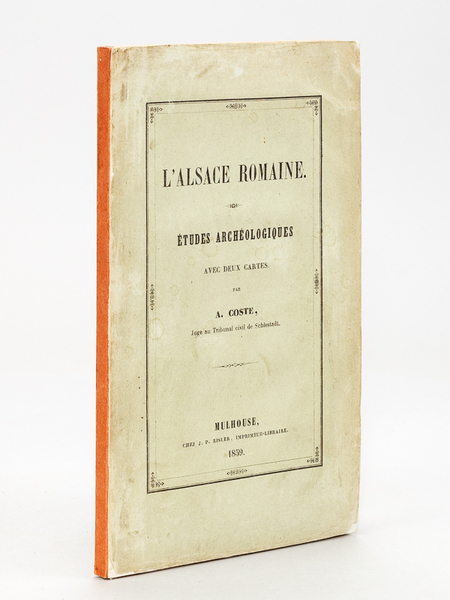 L'ALSACE ROMAINE.
ÉTUDES ARCHÉOLOGIQUES
AVEC DEUX CARTES.
PAR
A. COSTE,
Juge au Tribunal civil de Schlestadt.
MULHOUSE,
CHEZ J. P. RISLER, IMPRIMEUR-LIBRAIRE.
1859.